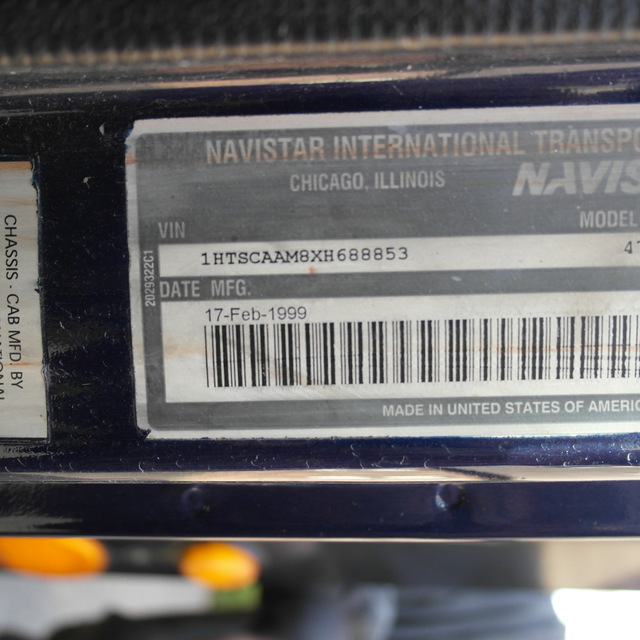 NAVISTAR INTERNATIONAL TRANSPO
CHICAGO, ILLINOIS
NAVIS
VIN
MODEL
1HTSCAAM8XH688853
DATE MFG.
17-Feb-1999
MADE IN UNITED STATES OF AMERIC
2029322C1
CHASSIS - CAB MFD. BY